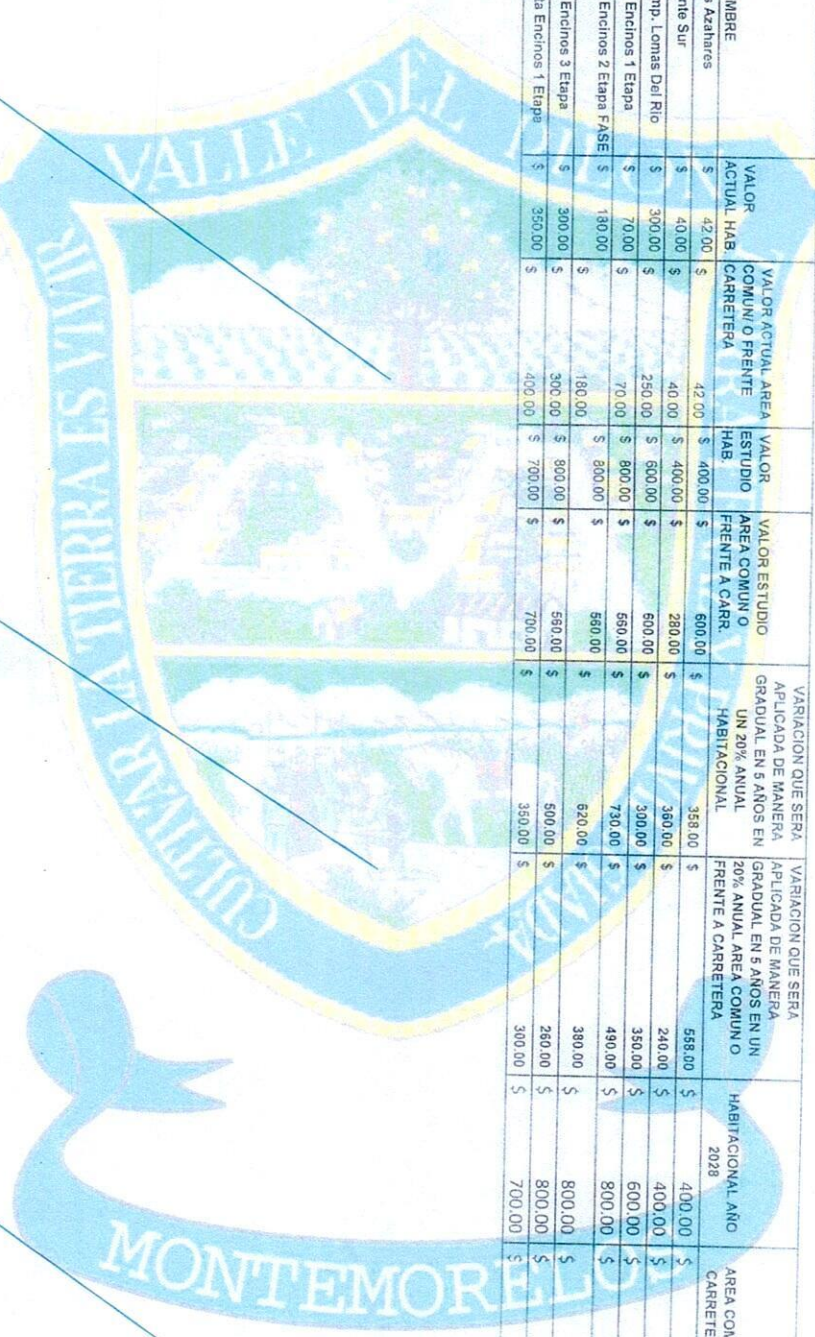 MBRE
VALOR
ACTUAL HAB.
VALOR ACTUAL AREA
COMUN/ O FRENTE
CARRETERA
VALOR
ESTUDIO
HAB.
VALOR ESTUDIO
AREA COMUN O
FRENTE A CARR.
VARIACION QUE SERA
APLICADA DE MANERA
GRADUAL EN 5 AÑOS EN
UN 20% ANUAL
HABITACIONAL
VARIACION QUE SERA
APLICADA DE MANERA
GRADUAL EN 5 AÑOS EN UN
20% ANUAL AREA COMUN O
FRENTE A CARRETERA
HABITACIONAL AÑO
2028
AREA COM
CARRETE
s Azahares $ 42.00 $ 42.00 $ 400.00 $ 600.00 $ 358.00 $ 558.00 $ 400.00 $
nte Sur $ 40.00 $ 40.00 $ 400.00 $ 280.00 $ 360.00 $ 240.00 $ 400.00 $
mp. Lomas Del Rio $ 300.00 $ 250.00 $ 600.00 $ 600.00 $ 300.00 $ 350.00 $ 600.00 $
Encinos 1 Etapa $ 70.00 $ 70.00 $ 800.00 $ 560.00 $ 730.00 $ 490.00 $ 800.00 $
Encinos 2 Etapa FASE $ 180.00 $ 180.00 $ 800.00 $ 560.00 $ 620.00 $ 380.00 $ 800.00 $
Encinos 3 Etapa $ 300.00 $ 300.00 $ 800.00 $ 560.00 $ 500.00 $ 260.00 $ 800.00 $
ta Encinos 1 Etapa $ 350.00 $ 400.00 $ 700.00 $ 700.00 $ 350.00 $ 300.00 $ 700.00 $
VALLE DEL PILON
CULTIVAR LA TIERRA ES VIVIR
MONTEMORELOS